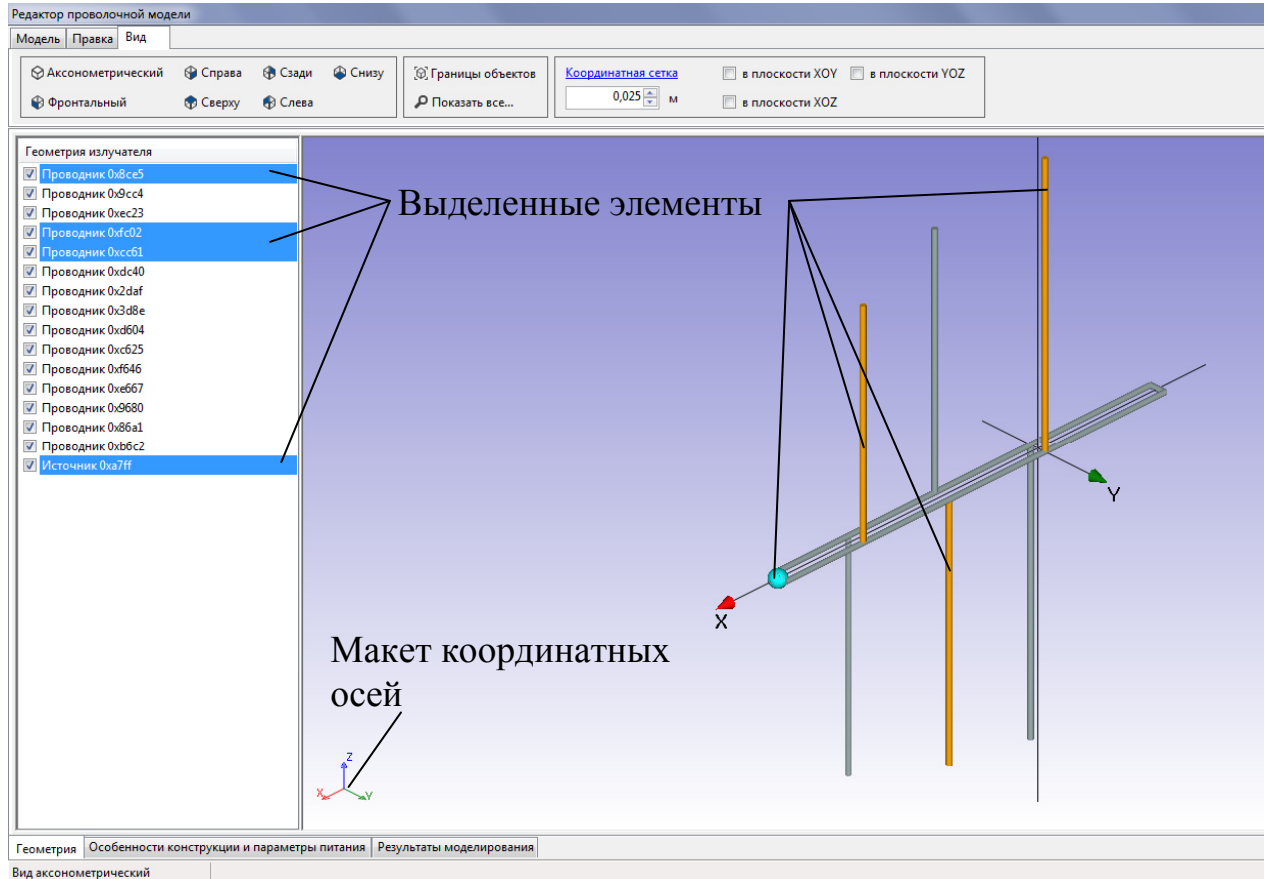 Редактор проволочной модели
Модель Правка Вид
Аксонометрический Справа Сзади Снизу Границы объектов Координатная сетка в плоскости XOY в плоскости YOZ
Фронтальный Сверху Слева Показать все... 0,025 м в плоскости XOZ
Геометрия излучателя
Проводник 0x8ce5
Проводник 0x9cc4
Проводник 0xec23
Проводник 0xfc02
Проводник 0xcc61
Проводник 0xdc40
Проводник 0x2daf
Проводник 0x3d8e
Проводник 0xd604
Проводник 0xc625
Проводник 0xf646
Проводник 0xe667
Проводник 0x9680
Проводник 0x86a1
Проводник 0xb6c2
Источник 0xa7ff
Выделенные элементы
Y
X
Макет координатных
осей
Z
X Y
Геометрия Особенности конструкции и параметры питания Результаты моделирования
Вид аксонометрический